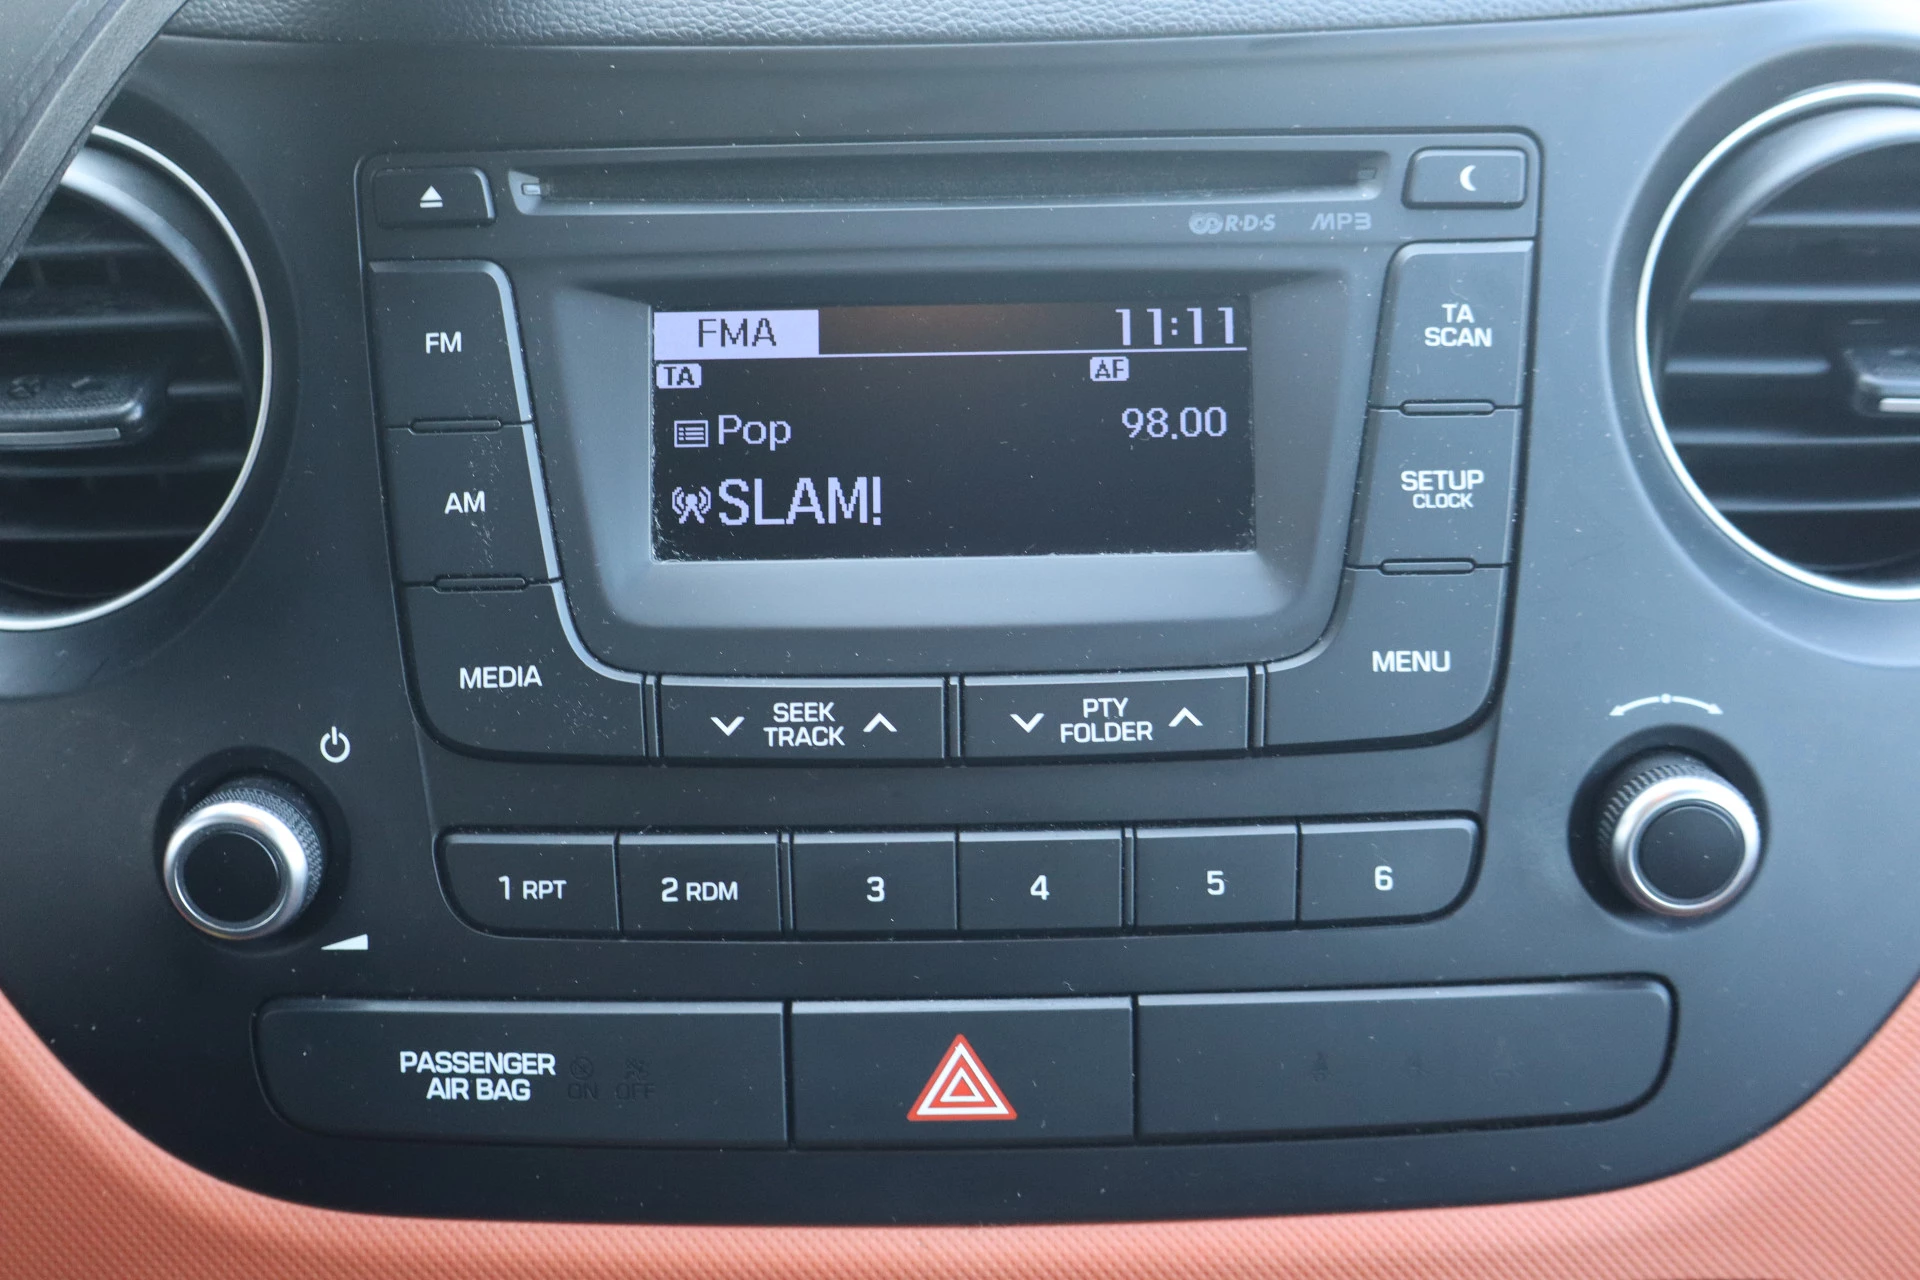 R·D·S MP3
FM
FMA 11:11
TA AF
TA
SCAN
Pop 98.00
AM
SLAM!
SETUP
CLOCK
MEDIA
MENU
SEEK
TRACK
PTY
FOLDER
1 RPT
2 RDM
3
4
5
6
PASSENGER
AIR BAG
ON OFF